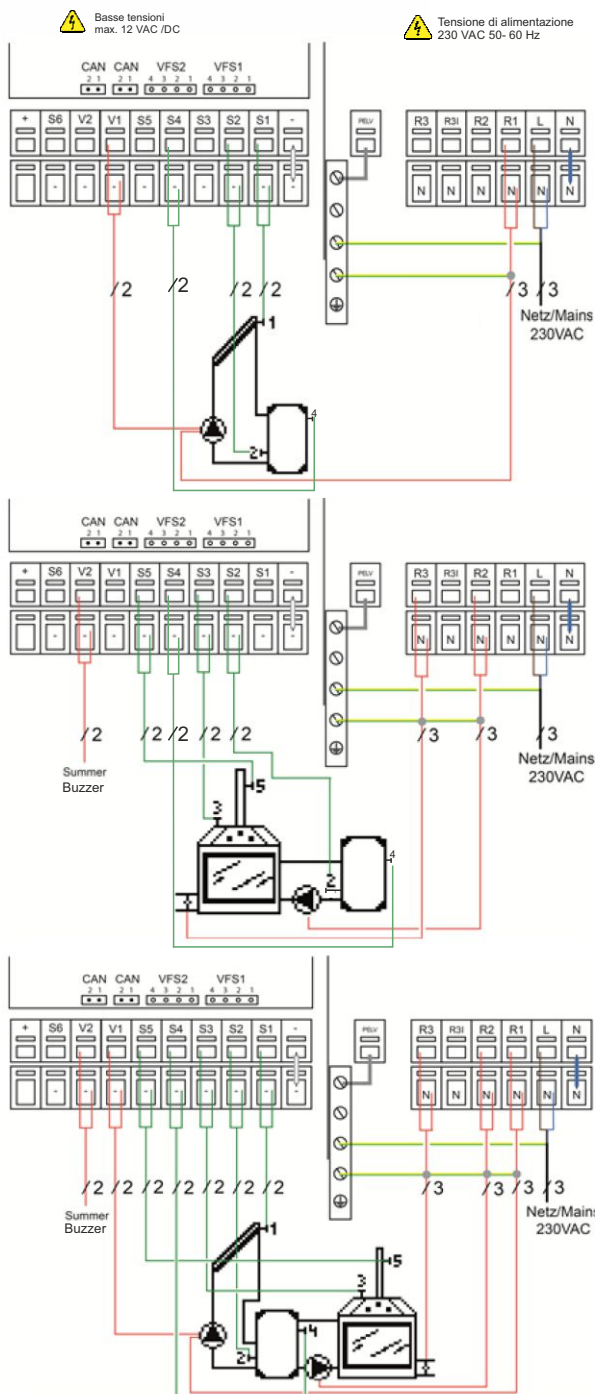 Basse tensioni
max. 12 VAC /DC
Tensione di alimentazione
230 VAC 50- 60 Hz
CAN CAN VFS2 VFS1
2 1 2 1 4 3 2 1 4 3 2 1
+ S6 V2 V1 S5 S4 S3 S2 S1 -
PELV
R3 R3I R2 R1 L N
- - - - - - - - -
N N N N N N
/2 /2 /2 /2 /3 /3
Netz/Mains
230VAC
1
4
2
CAN CAN VFS2 VFS1
2 1 2 1 4 3 2 1 4 3 2 1
+ S6 V2 V1 S5 S4 S3 S2 S1 -
PELV
R3 R3I R2 R1 L N
- - - - - - - - -
N N N N N N
/2 /2 /2 /2 /2 /3 /3 /3
Netz/Mains
230VAC
Summer
Buzzer
5
3
4
2
CAN CAN VFS2 VFS1
2 1 2 1 4 3 2 1 4 3 2 1
+ S6 V2 V1 S5 S4 S3 S2 S1 -
PELV
R3 R3I R2 R1 L N
- - - - - - - - -
N N N N N N
/2 /2 /2 /2 /2 /2 /2 /3 /3 /3 /3
Netz/Mains
230VAC
Summer
Buzzer
1
5
3
4
2